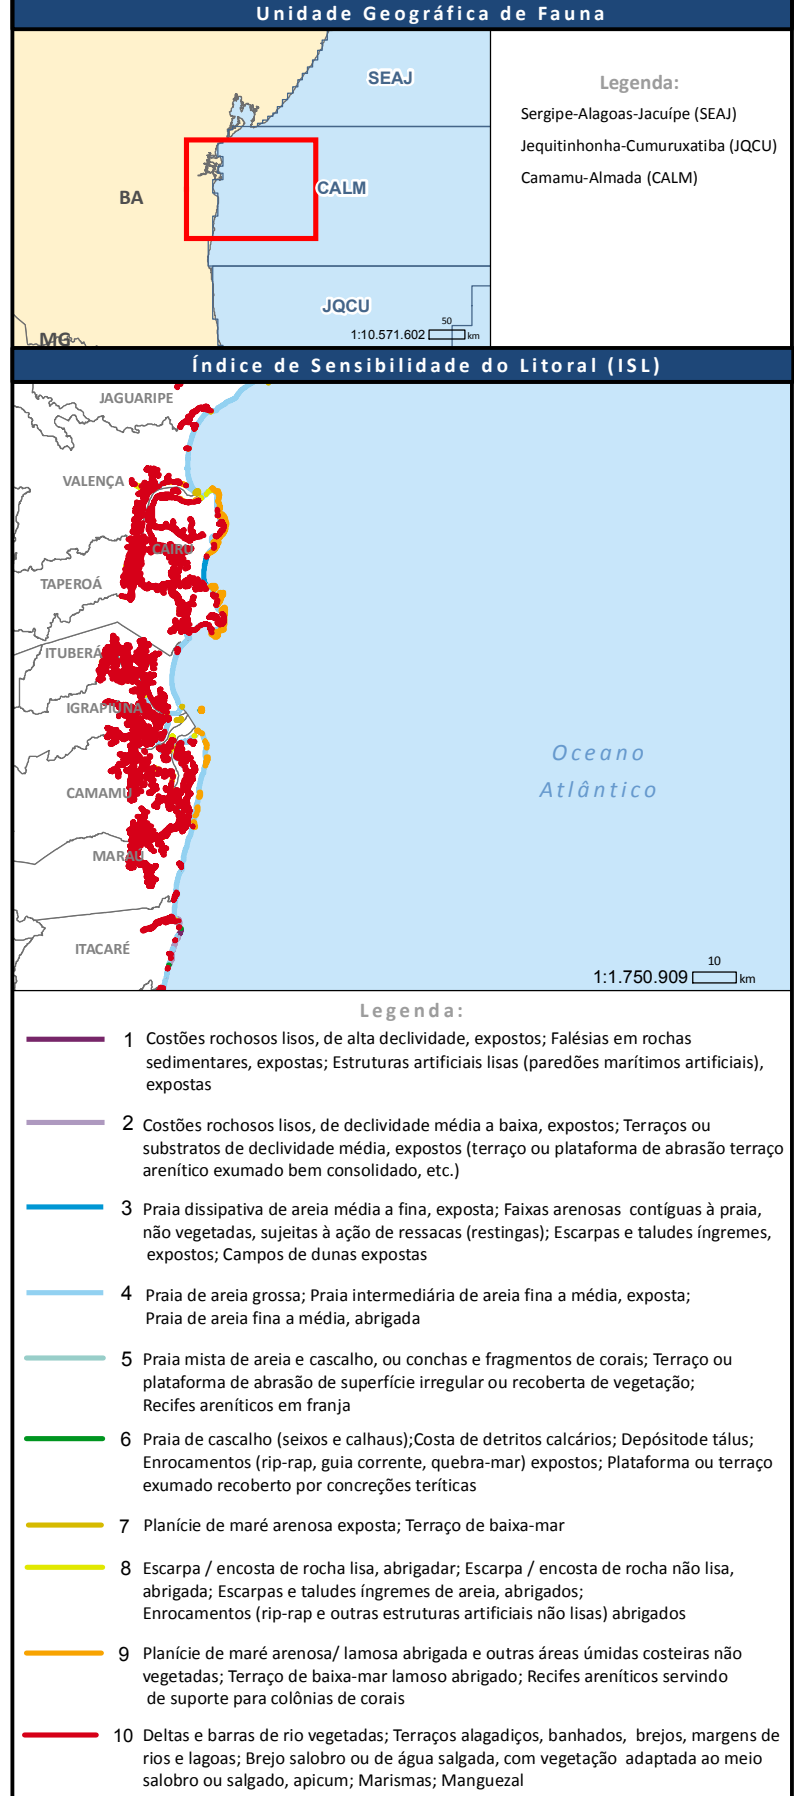 Unidade Geográfica de Fauna
SEAJ
BA
CALM
JQCU
MG
50
1:10.571.602 km
Legenda:
Sergipe-Alagoas-Jacuípe (SEAJ)
Jequitinhonha-Cumuruxatiba (JQCU)
Camamu-Almada (CALM)
Índice de Sensibilidade do Litoral (ISL)
JAGUARIPE
VALENÇA
CAIRU
TAPEROÁ
ITUBERÁ
IGRAPIÚNA
CAMAMU
MARAÚ
ITACARÉ
Oceano
Atlântico
10
1:1.750.909 km
Legenda:
1 Costões rochosos lisos, de alta declividade, expostos; Falésias em rochas
sedimentares, expostas; Estruturas artificiais lisas (paredões marítimos artificiais),
expostas
2 Costões rochosos lisos, de declividade média a baixa, expostos; Terraços ou
substratos de declividade média, expostos (terraço ou plataforma de abrasão terraço
arenítico exumado bem consolidado, etc.)
3 Praia dissipativa de areia média a fina, exposta; Faixas arenosas contíguas à praia,
não vegetadas, sujeitas à ação de ressacas (restingas); Escarpas e taludes íngremes,
expostos; Campos de dunas expostas
4 Praia de areia grossa; Praia intermediária de areia fina a média, exposta;
Praia de areia fina a média, abrigada
5 Praia mista de areia e cascalho, ou conchas e fragmentos de corais; Terraço ou
plataforma de abrasão de superfície irregular ou recoberta de vegetação;
Recifes areníticos em franja
6 Praia de cascalho (seixos e calhaus);Costa de detritos calcários; Depósitode tálus;
Enrocamentos (rip-rap, guia corrente, quebra-mar) expostos; Plataforma ou terraço
exumado recoberto por concreções teríticas
7 Planície de maré arenosa exposta; Terraço de baixa-mar
8 Escarpa / encosta de rocha lisa, abrigadar; Escarpa / encosta de rocha não lisa,
abrigada; Escarpas e taludes íngremes de areia, abrigados;
Enrocamentos (rip-rap e outras estruturas artificiais não lisas) abrigados
9 Planície de maré arenosa/ lamosa abrigada e outras áreas úmidas costeiras não
vegetadas; Terraço de baixa-mar lamoso abrigado; Recifes areníticos servindo
de suporte para colônias de corais
10 Deltas e barras de rio vegetadas; Terraços alagadiços, banhados, brejos, margens de
rios e lagoas; Brejo salobro ou de água salgada, com vegetação adaptada ao meio
salobro ou salgado, apicum; Marismas; Manguezal